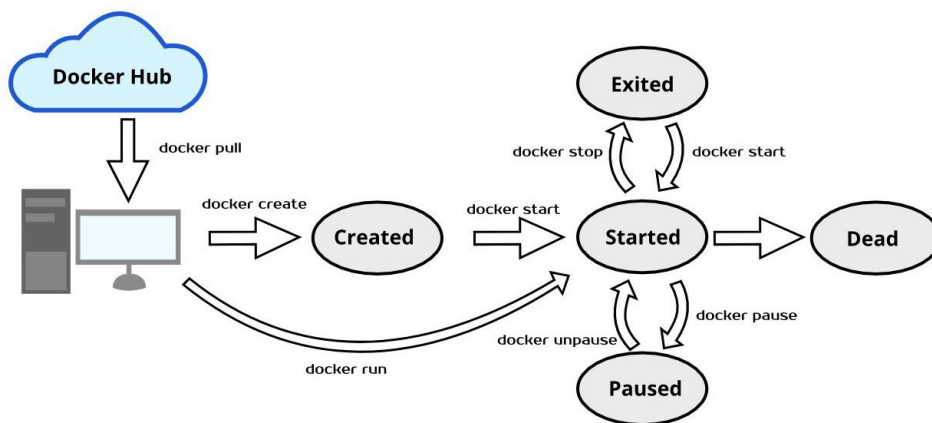 Docker Hub
docker pull
docker create
Created
docker start
Exited
docker stop
docker start
Started
Dead
docker run
docker unpause
docker pause
Paused